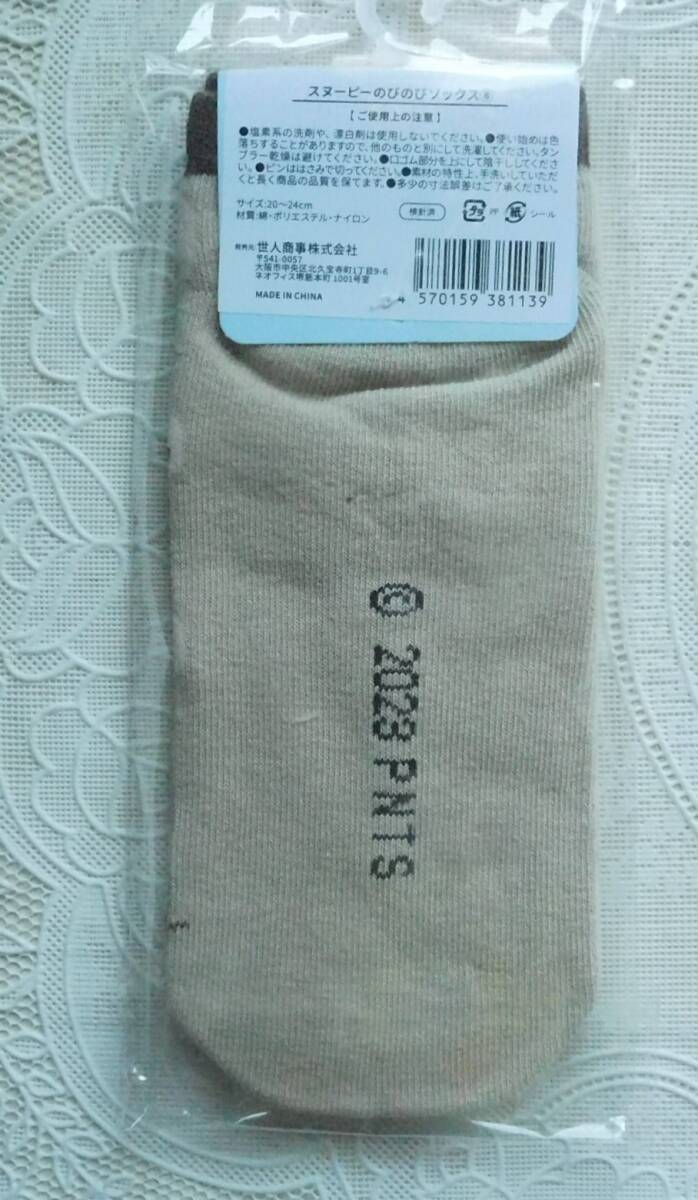 スヌーピーのびのびソックス⑥
【ご使用上の注意】
●塩素系の洗剤や、漂白剤は使用しないでください。●使い始めは色
落ちすることがありますので、他のものと別にして洗濯してください。タン
ブラー乾燥は避けてください。●口ゴム部分を上にして陰干ししてくださ
い。●ピンははさみで切ってください。●素材の特性上、手洗いしていただ
くと長く商品の品質を保てます。●多少の寸法誤差はご了承ください。
サイズ:20〜24cm
材質:綿・ポリエステル・ナイロン
検針済
プラ PP 紙 シール
発売元:世人商事株式会社
〒541-0057
大阪市中央区北久宝寺町1丁目9-6
ネオフィス堺筋本町 1001号室
MADE IN CHINA
4 570159 381139
© 2023 PNTS